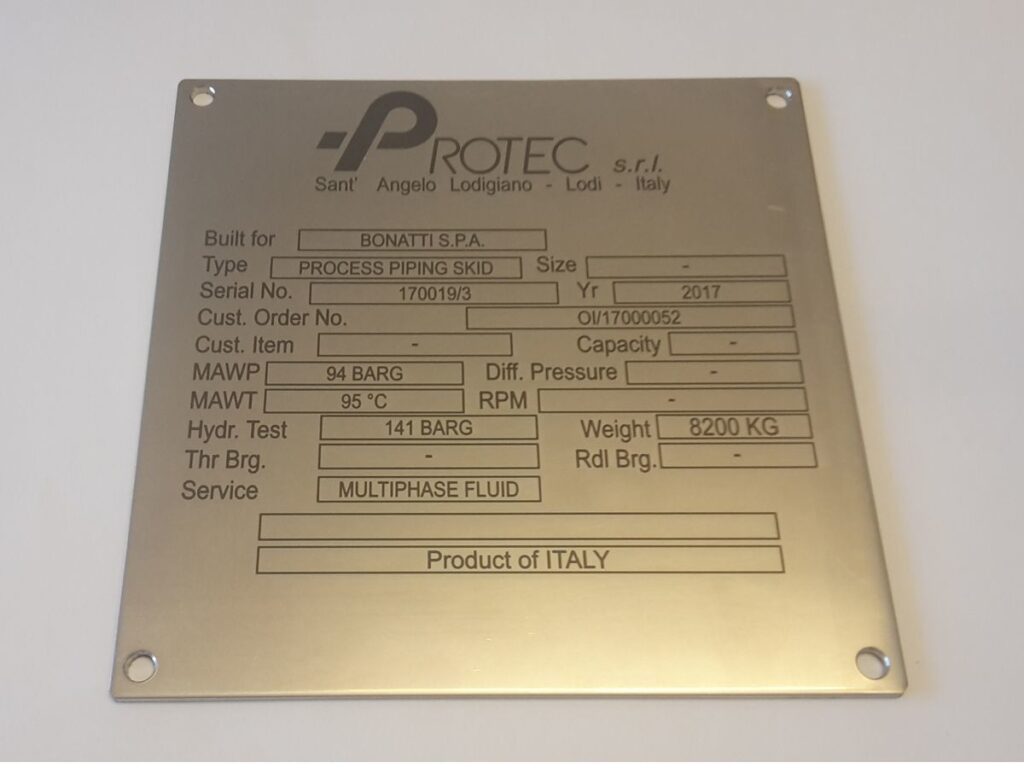 PROTEC s.r.l.
Sant' Angelo Lodigiano - Lodi - Italy
Built for BONATTI S.P.A.
Type PROCESS PIPING SKID Size -
Serial No. 170019/3 Yr 2017
Cust. Order No. OI/17000052
Cust. Item - Capacity -
MAWP 94 BARG Diff. Pressure -
MAWT 95 °C RPM -
Hydr. Test 141 BARG Weight 8200 KG
Thr Brg. - Rdl Brg. -
Service MULTIPHASE FLUID
Product of ITALY